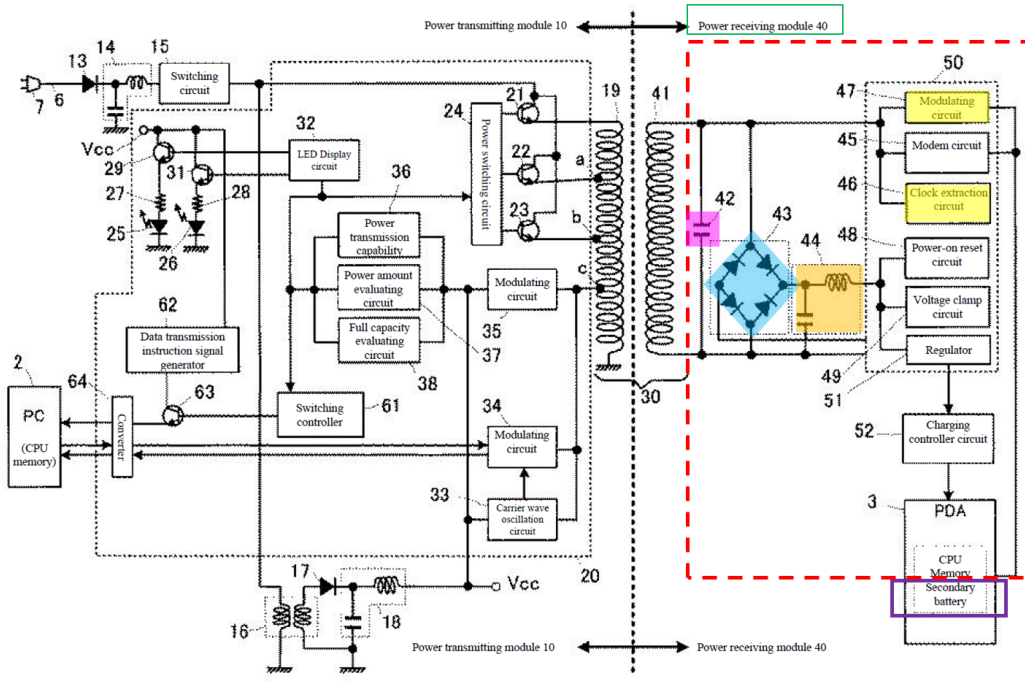 Power transmitting module 10
Power receiving module 40
13
14
15
Switching
circuit
7
6
Vcc
29
31
27
28
25
26
32
LED Display
circuit
24
Power switching circuit
21
22
23
19
41
a
b
c
36
Power
transmission
capability
Power amount
evaluating circuit
37
Full capacity
evaluating circuit
38
Modulating
circuit
35
62
Data transmission
instruction signal
generator
2
PC
(CPU
memory)
64
Converter
63
Switching
controller
61
34
Modulating
circuit
33
Carrier wave
oscillation
circuit
20
30
17
Vcc
16
18
42
43
44
50
47
Modulating
circuit
45
Modem circuit
46
Clock extraction
circuit
48
Power-on reset
circuit
Voltage clamp
circuit
49
Regulator
51
52
Charging
controller circuit
3
PDA
CPU
Memory
Secondary
battery
Power transmitting module 10
Power receiving module 40